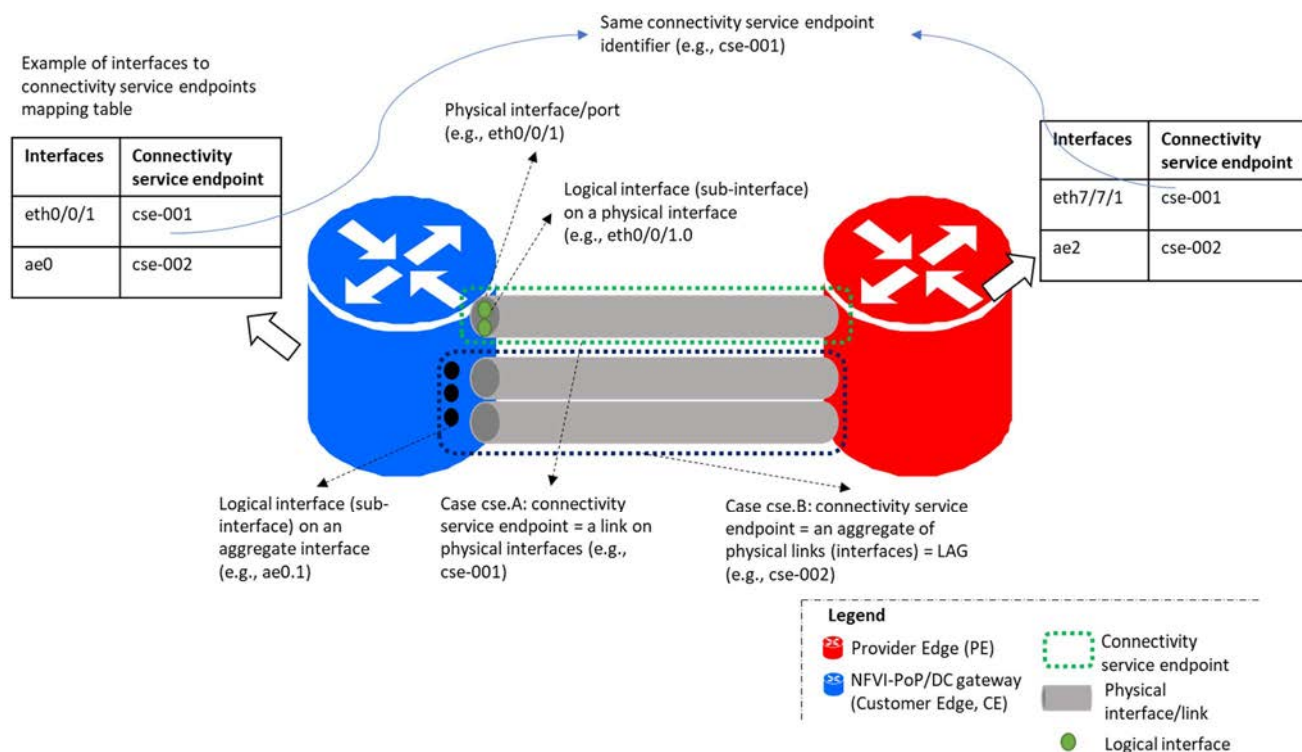 Same connectivity service endpoint
identifier (e.g., cse-001)
Example of interfaces to
connectivity service endpoints
mapping table
Interfaces
Connectivity
service endpoint
eth0/0/1
cse-001
ae0
cse-002
Physical interface/port
(e.g., eth0/0/1)
Logical interface (sub-interface)
on a physical interface
(e.g., eth0/0/1.0
Interfaces
Connectivity
service endpoint
eth7/7/1
cse-001
ae2
cse-002
Logical interface (sub-
interface) on an
aggregate interface
(e.g., ae0.1)
Case cse.A: connectivity
service endpoint = a link on
physical interfaces (e.g.,
cse-001)
Case cse.B: connectivity service
endpoint = an aggregate of
physical links (interfaces) = LAG
(e.g., cse-002)
Legend
Provider Edge (PE)
NFVI-PoP/DC gateway
(Customer Edge, CE)
Connectivity
service endpoint
Physical
interface/link
Logical interface